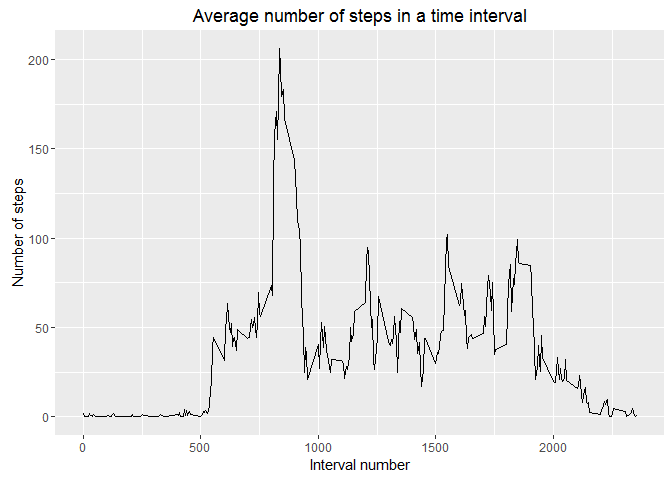 Average number of steps in a time interval
Number of steps
200
150
100
50
0
0 500 1000 1500 2000
Interval number